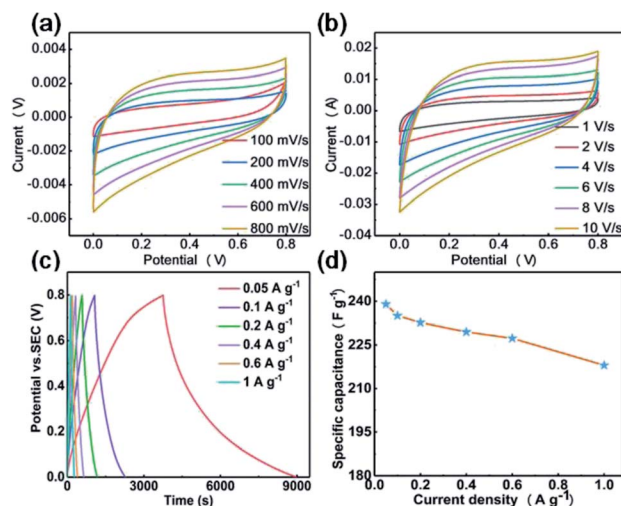 (a)
0.004
0.002
0.000
-0.002
-0.004
-0.006
Current （V）
100 mV/s
200 mV/s
400 mV/s
600 mV/s
800 mV/s
0.0 0.2 0.4 0.6 0.8
Potential （V）
(b)
0.02
0.01
0.00
-0.01
-0.02
-0.03
-0.04
Current （A）
1 V/s
2 V/s
4 V/s
6 V/s
8 V/s
10 V/s
0.0 0.2 0.4 0.6 0.8
Potential （V）
(c)
0.8
0.6
0.4
0.2
0.0
Potential vs.SEC (V)
0.05 A g⁻¹
0.1 A g⁻¹
0.2 A g⁻¹
0.4 A g⁻¹
0.6 A g⁻¹
1 A g⁻¹
0 3000 6000 9000
Time (s)
(d)
240
225
210
195
180
Specific capacitance（F g⁻¹）
0.0 0.2 0.4 0.6 0.8 1.0
Current density（A g⁻¹）